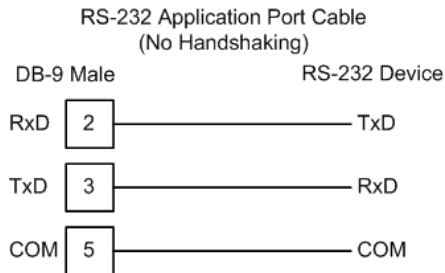 RS-232 Application Port Cable
(No Handshaking)
DB-9 Male RS-232 Device
RxD 2 TxD
TxD 3 RxD
COM 5 COM